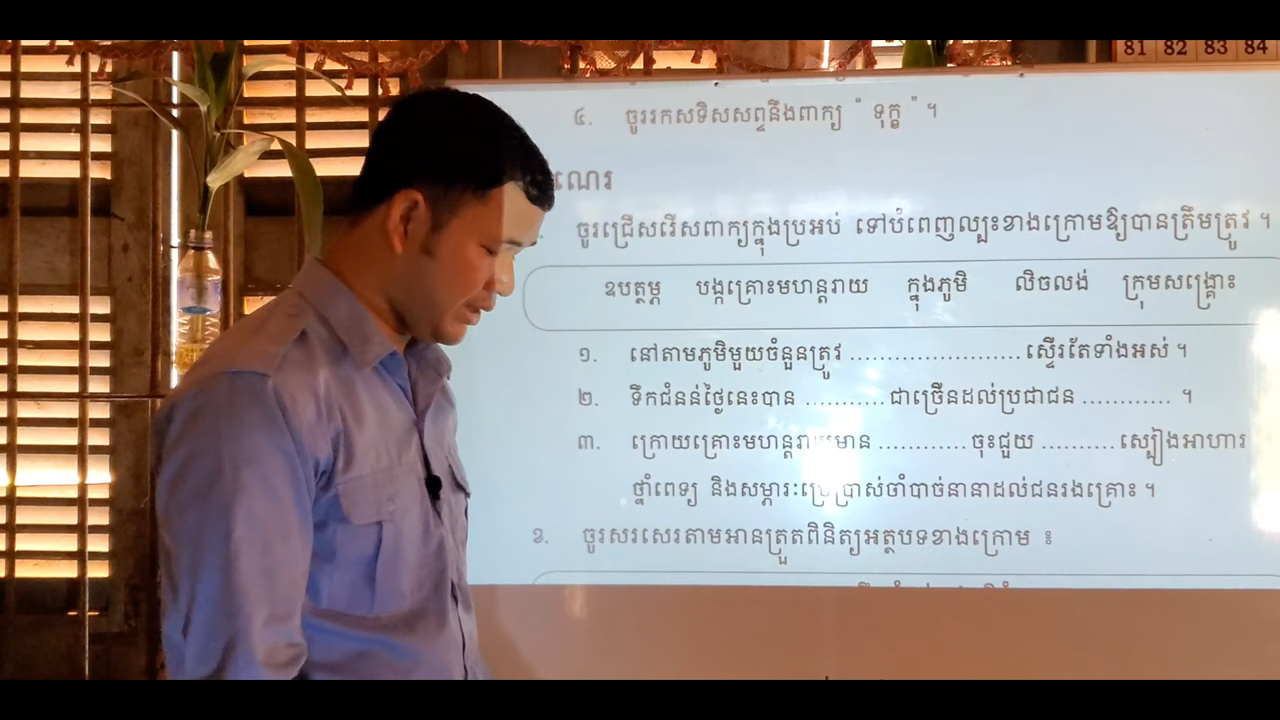 81 82 83 84
៤. ចូររកសទិសសព្ទនឹងពាក្យ " ទុក្ខ " ។
ណេរ
ចូរជ្រើសរើសពាក្យក្នុងប្រអប់ ទៅបំពេញល្បះខាងក្រោមឱ្យបានត្រឹមត្រូវ ។
ឧបត្ថម្ភ បង្កគ្រោះមហន្តរាយ ក្នុងភូមិ លិចលង់ ក្រុមសង្គ្រោះ
១. នៅតាមភូមិមួយចំនួនត្រូវ ........................ ស្ទើរតែទាំងអស់ ។
២. ទឹកជំនន់ថ្ងៃនេះបាន ........... ជាច្រើនដល់ប្រជាជន ............ ។
៣. ក្រោយគ្រោះមហន្តរាយមាន ............ ចុះជួយ .......... ស្បៀងអាហារ
ថ្នាំពេទ្យ និងសម្ភារៈប្រើប្រាស់ចាំបាច់នានាដល់ជនរងគ្រោះ ។
ខ. ចូរសរសេរតាមអានត្រួតពិនិត្យអត្ថបទខាងក្រោម ៖